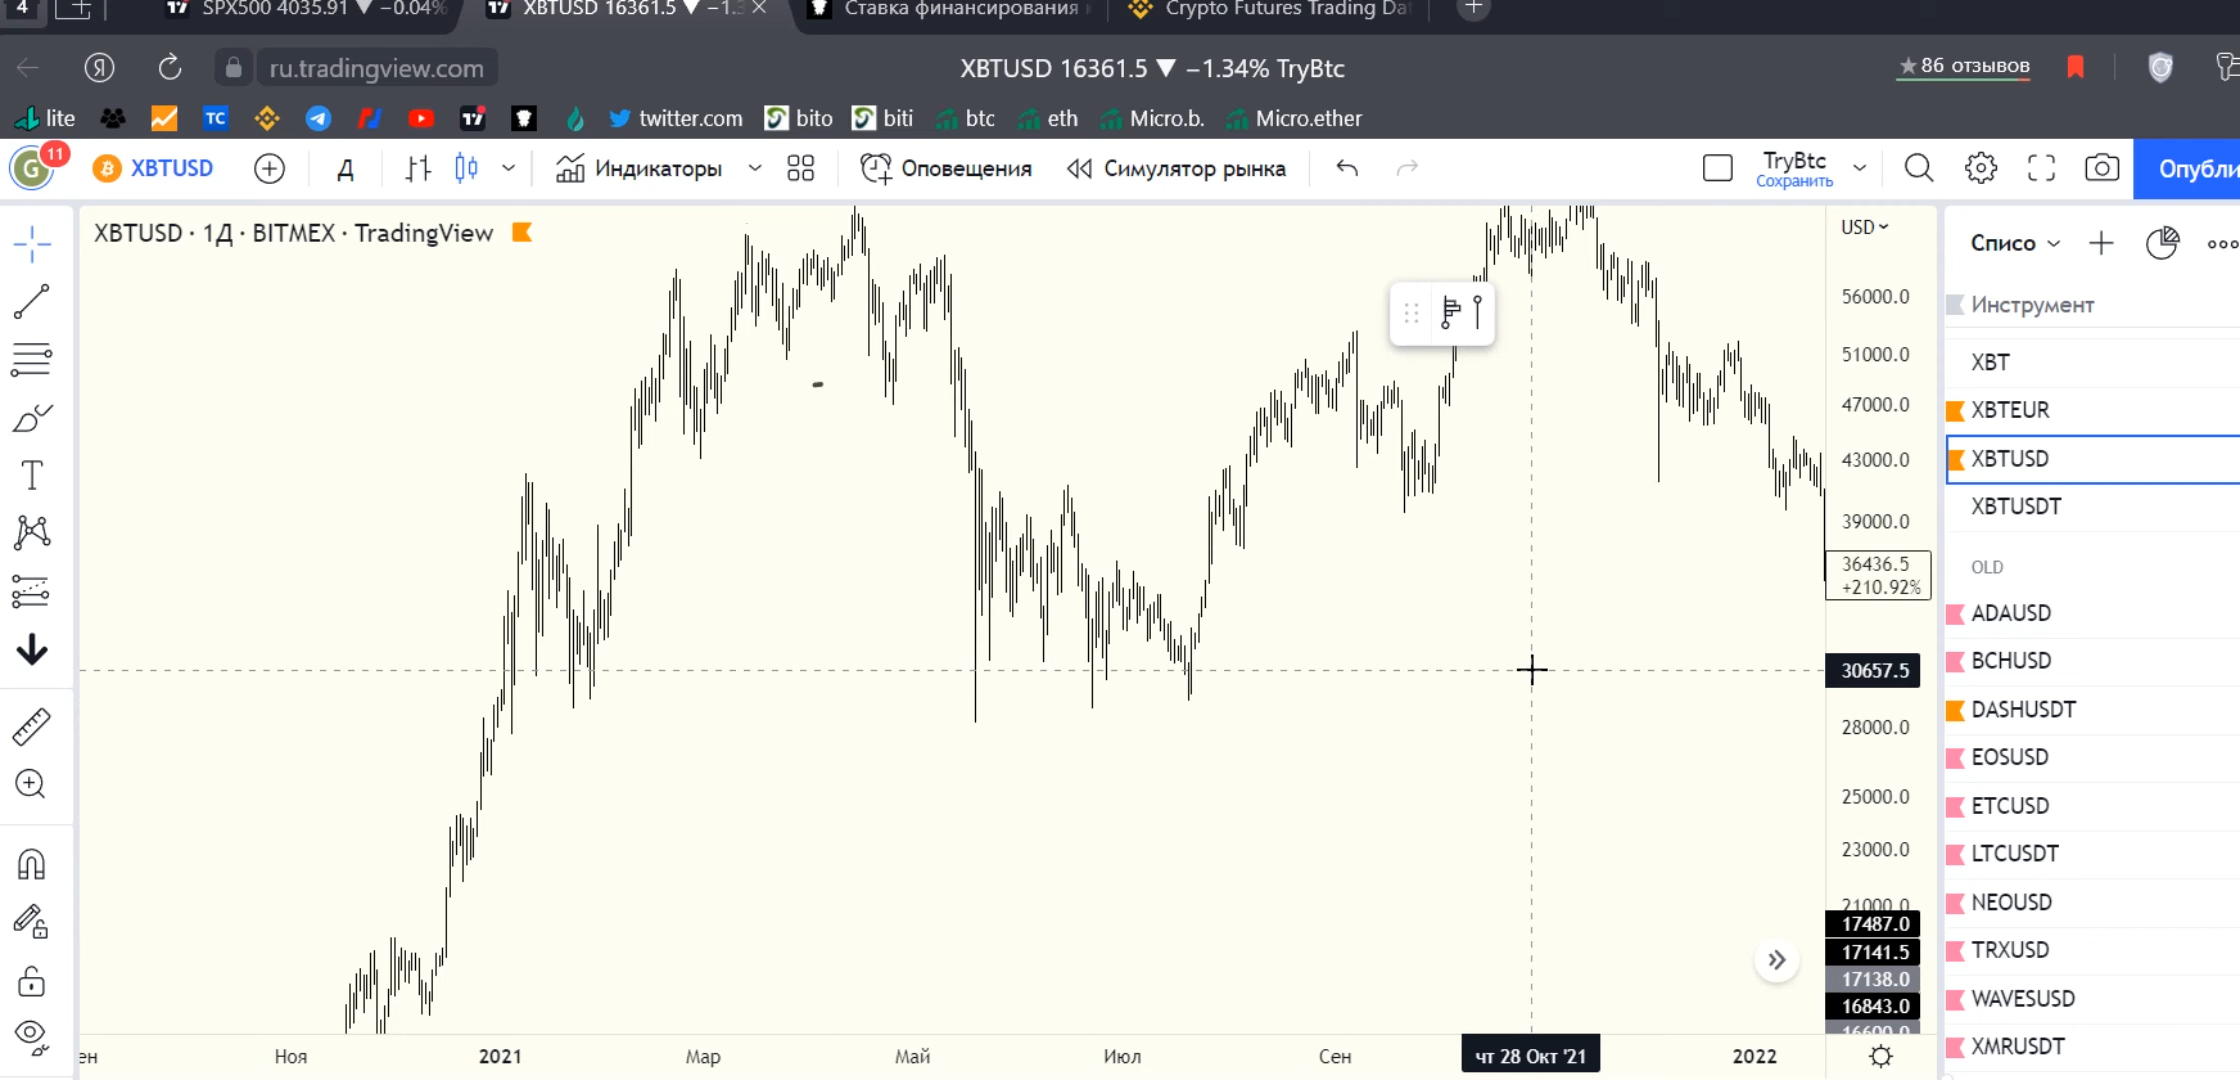 4
SPX500 4035.91 ▼ −0.04%
XBTUSD 16361.5 ▼ −1.3
Ставка финансирования
Crypto Futures Trading Da
ru.tradingview.com
XBTUSD 16361.5 ▼ −1.34% TryBtc
★ 86 отзывов
lite
TC
twitter.com
bito
biti
btc
eth
Micro.b.
Micro.ether
G
11
XBTUSD
Д
Индикаторы
Оповещения
Симулятор рынка
TryBtc
Сохранить
Опубли
XBTUSD · 1Д · BITMEX · TradingView
USD
56000.0
51000.0
47000.0
43000.0
39000.0
36436.5
+210.92%
30657.5
28000.0
25000.0
23000.0
21000.0
17487.0
17141.5
17138.0
16843.0
16600.0
ен
Ноя
2021
Мар
Май
Июл
Сен
чт 28 Окт '21
2022
Списо
Инструмент
XBT
XBTEUR
XBTUSD
XBTUSDT
OLD
ADAUSD
BCHUSD
DASHUSDT
EOSUSD
ETCUSD
LTCUSDT
NEOUSD
TRXUSD
WAVESUSD
XMRUSDT